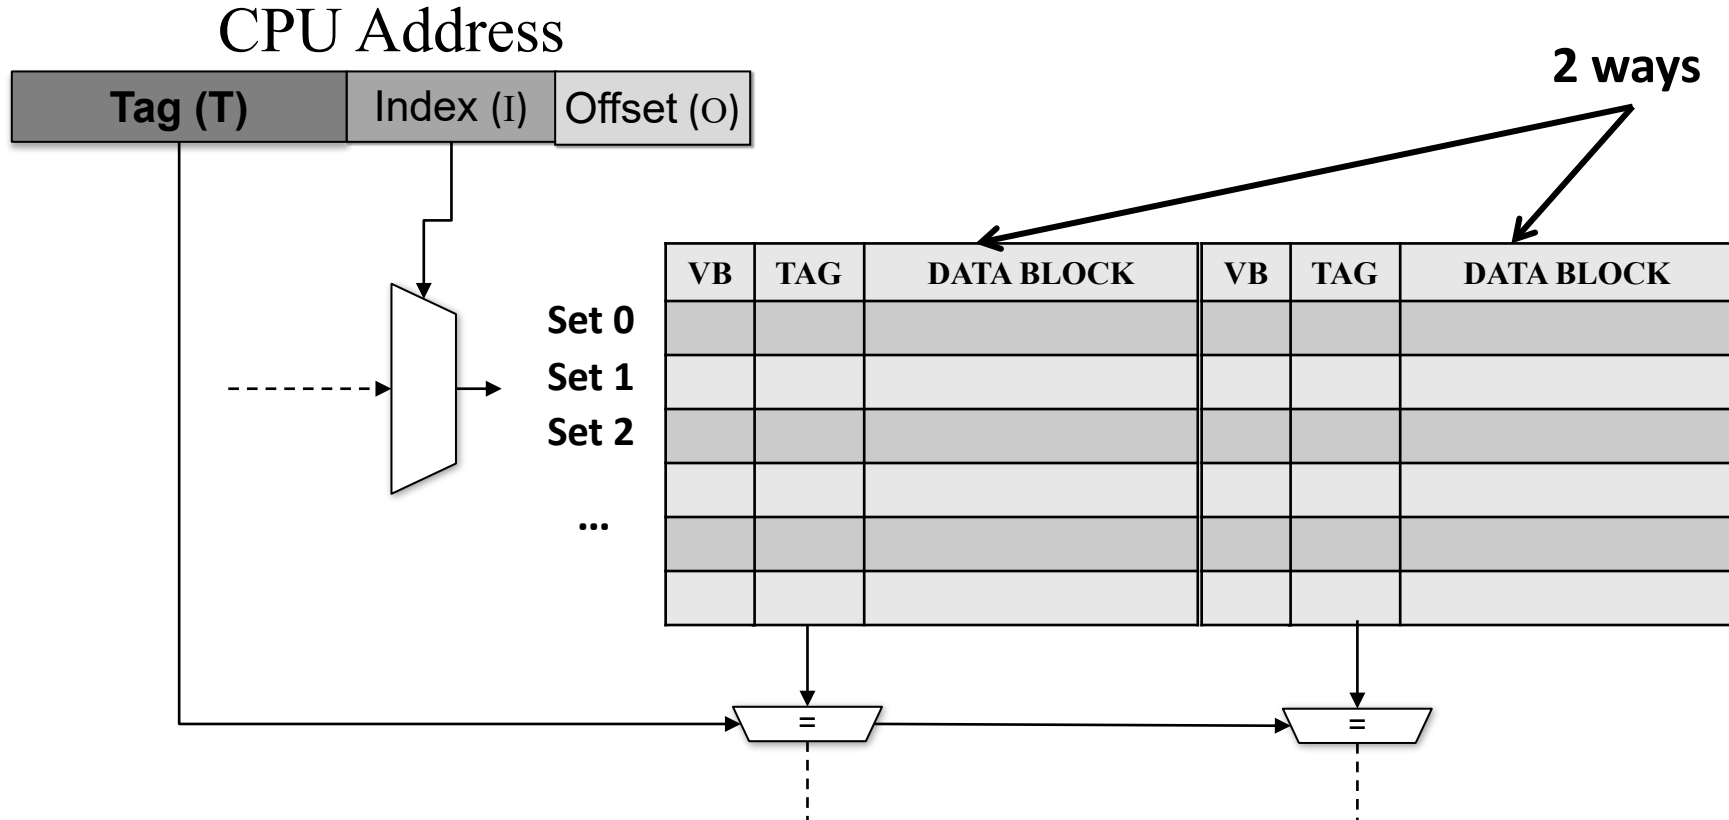 CPU Address
2 ways
Tag (T) Index (I) Offset (O)
VB TAG DATA BLOCK VB TAG DATA BLOCK
Set 0
Set 1
Set 2
...
= =